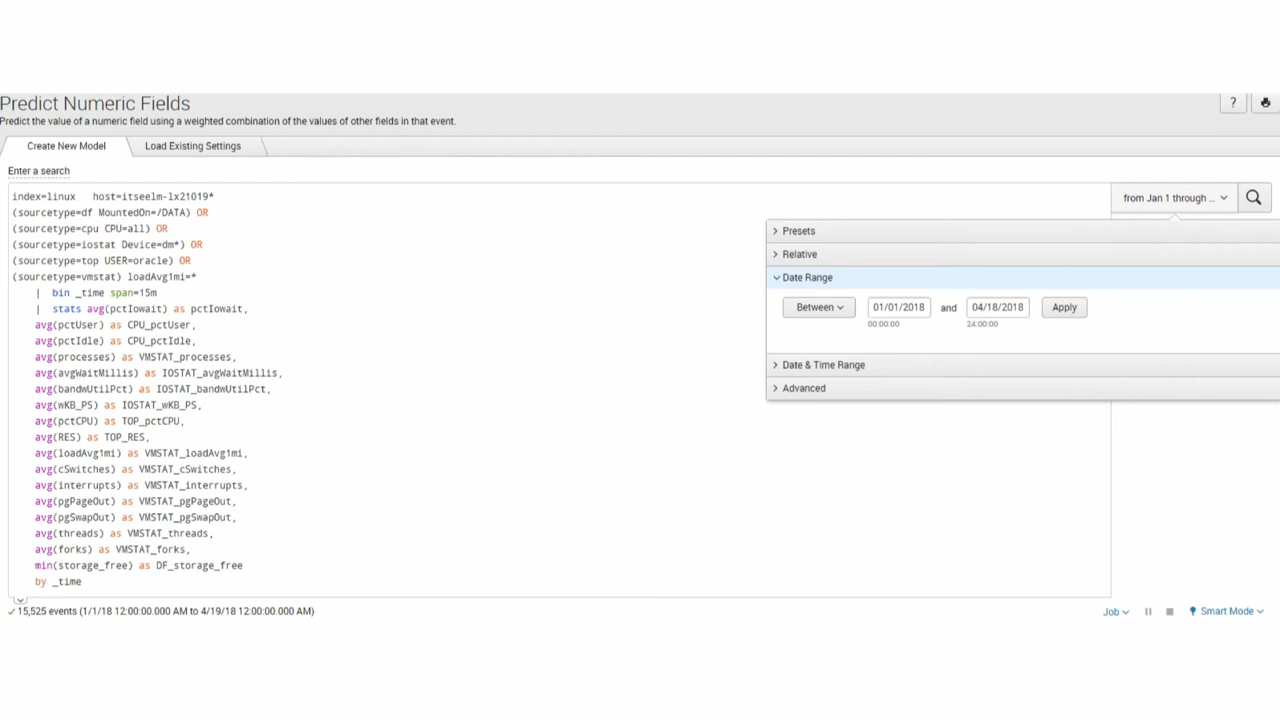 Predict Numeric Fields
?
Predict the value of a numeric field using a weighted combination of the values of other fields in that event.
Create New Model
Load Existing Settings
Enter a search
index=linux   host=itseelm-lx21019*
(sourcetype=df MountedOn=/DATA) OR
(sourcetype=cpu CPU=all) OR
(sourcetype=iostat Device=dm*) OR
(sourcetype=top USER=oracle) OR
(sourcetype=vmstat) loadAvg1mi=*
| bin _time span=15m
| stats avg(pctIowait) as pctIowait,
avg(pctUser) as CPU_pctUser,
avg(pctIdle) as CPU_pctIdle,
avg(processes) as VMSTAT_processes,
avg(avgWaitMillis) as IOSTAT_avgWaitMillis,
avg(bandwUtilPct) as IOSTAT_bandwUtilPct,
avg(wKB_PS) as IOSTAT_wKB_PS,
avg(pctCPU) as TOP_pctCPU,
avg(RES) as TOP_RES,
avg(loadAvg1mi) as VMSTAT_loadAvg1mi,
avg(cSwitches) as VMSTAT_cSwitches,
avg(interrupts) as VMSTAT_interrupts,
avg(pgPageOut) as VMSTAT_pgPageOut,
avg(pgSwapOut) as VMSTAT_pgSwapOut,
avg(threads) as VMSTAT_threads,
avg(forks) as VMSTAT_forks,
min(storage_free) as DF_storage_free
by _time
from Jan 1 through ...
Presets
Relative
Date Range
Between 01/01/2018 and 04/18/2018 Apply
00:00:00 24:00:00
Date & Time Range
Advanced
15,525 events (1/1/18 12:00:00.000 AM to 4/19/18 12:00:00.000 AM)
Job
Smart Mode